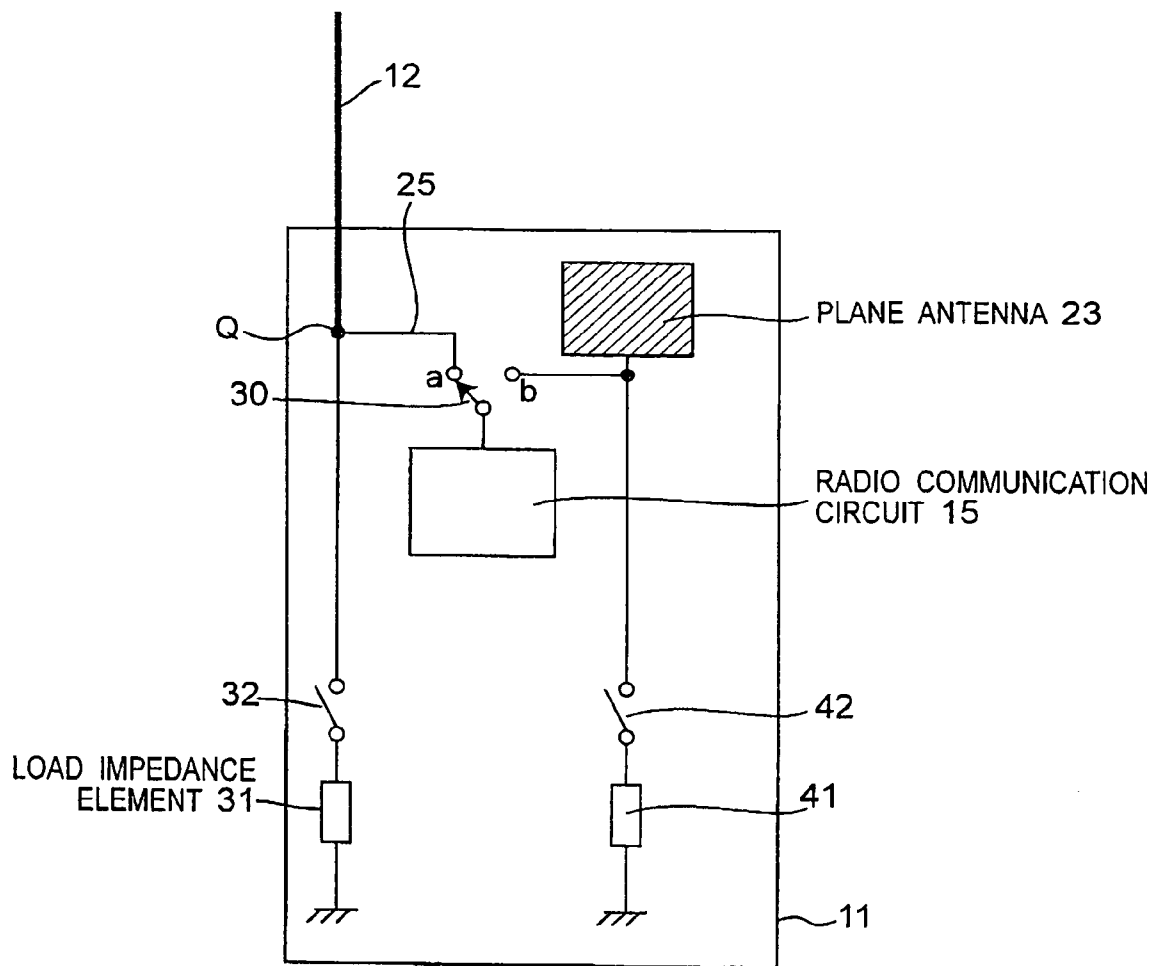 12
25
Q
PLANE ANTENNA 23
a
b
30
RADIO COMMUNICATION
CIRCUIT 15
32
42
LOAD IMPEDANCE
ELEMENT 31
41
11